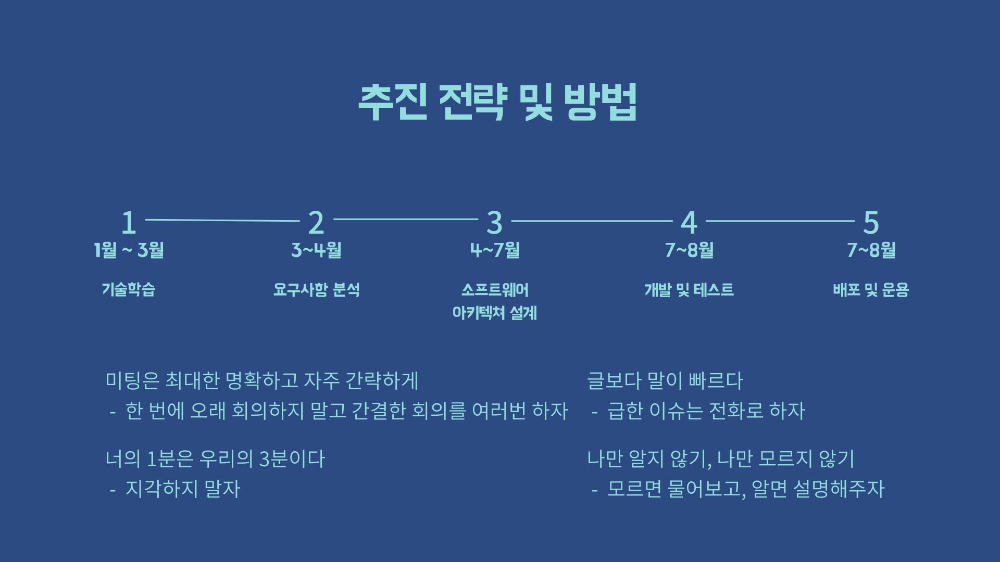 추진 전략 및 방법
1
1월 ~ 3월
기술학습
2
3~4월
요구사항 분석
3
4~7월
소프트웨어
아키텍쳐 설계
4
7~8월
개발 및 테스트
5
7~8월
배포 및 운용
미팅은 최대한 명확하고 자주 간략하게
- 한 번에 오래 회의하지 말고 간결한 회의를 여러번 하자
너의 1분은 우리의 3분이다
- 지각하지 말자
글보다 말이 빠르다
- 급한 이슈는 전화로 하자
나만 알지 않기, 나만 모르지 않기
- 모르면 물어보고, 알면 설명해주자